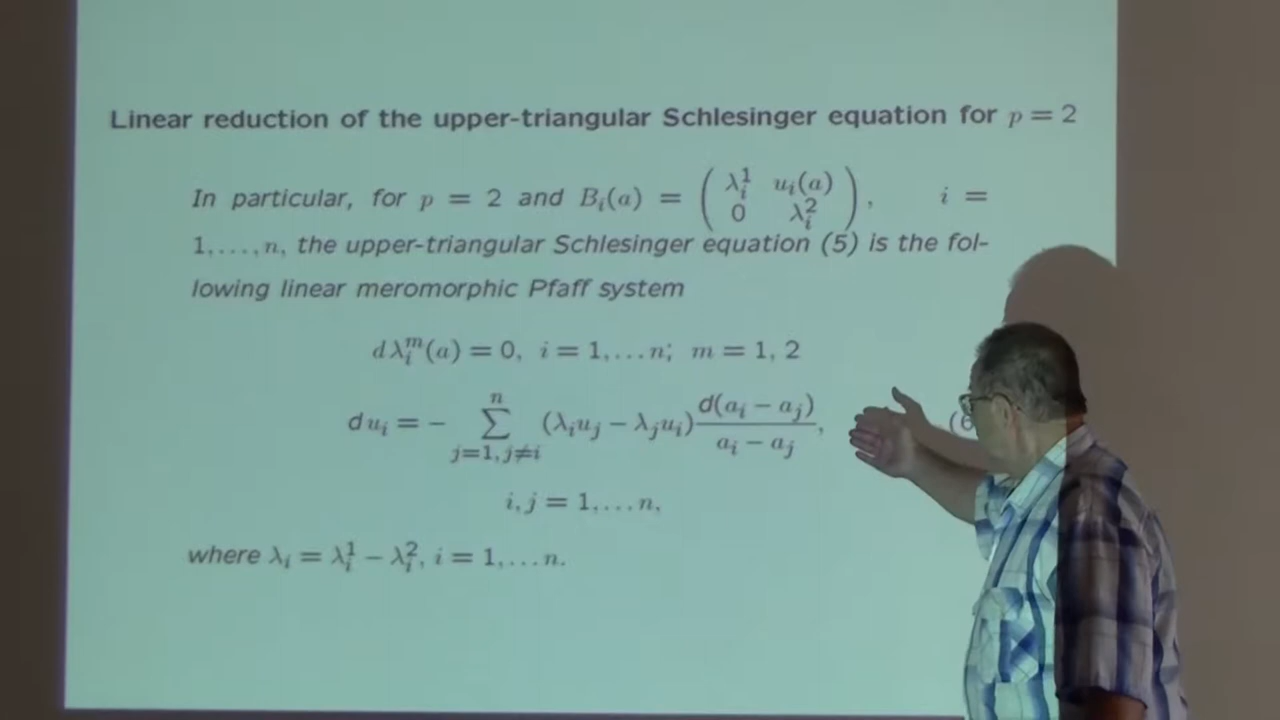 Linear reduction of the upper-triangular Schlesinger equation for p = 2
In particular, for p = 2 and B_i(a) = ( λ_i^1 u_i(a) ; 0 λ_i^2 ), i =
1, . . . , n, the upper-triangular Schlesinger equation (5) is the fol-
lowing linear meromorphic Pfaff system
dλ_i^m(a) = 0, i = 1, . . . n; m = 1, 2
du_i = − ∑_{j=1, j≠i}^{n} (λ_i u_j − λ_j u_i) d(a_i − a_j) / (a_i − a_j), (6
i, j = 1, . . . n,
where λ_i = λ_i^1 − λ_i^2, i = 1, . . . n.